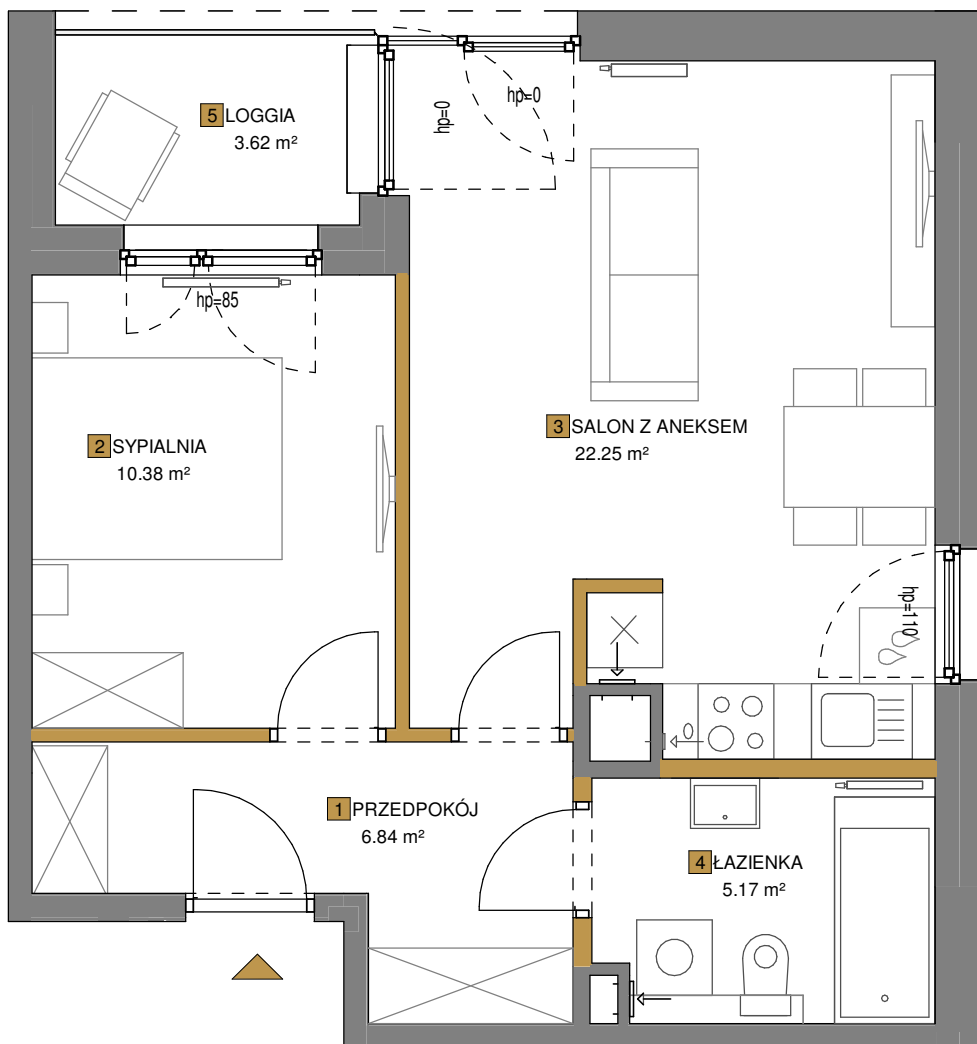 5 LOGGIA
3.62 m²
hp=0
hp=0
hp=85
2 SYPIALNIA
10.38 m²
3 SALON Z ANEKSEM
22.25 m²
hp=110
1 PRZEDPOKÓJ
6.84 m²
4 ŁAZIENKA
5.17 m²